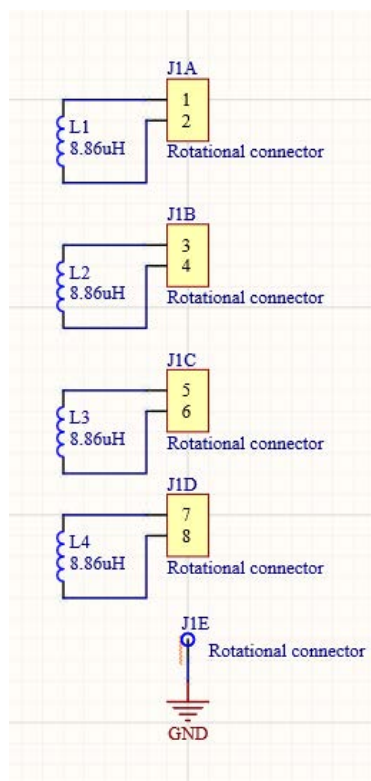 J1A
1
L1
2
8.86uH
Rotational connector
J1B
3
L2
4
8.86uH
Rotational connector
J1C
5
L3
6
8.86uH
Rotational connector
J1D
7
L4
8
8.86uH
Rotational connector
J1E
Rotational connector
GND